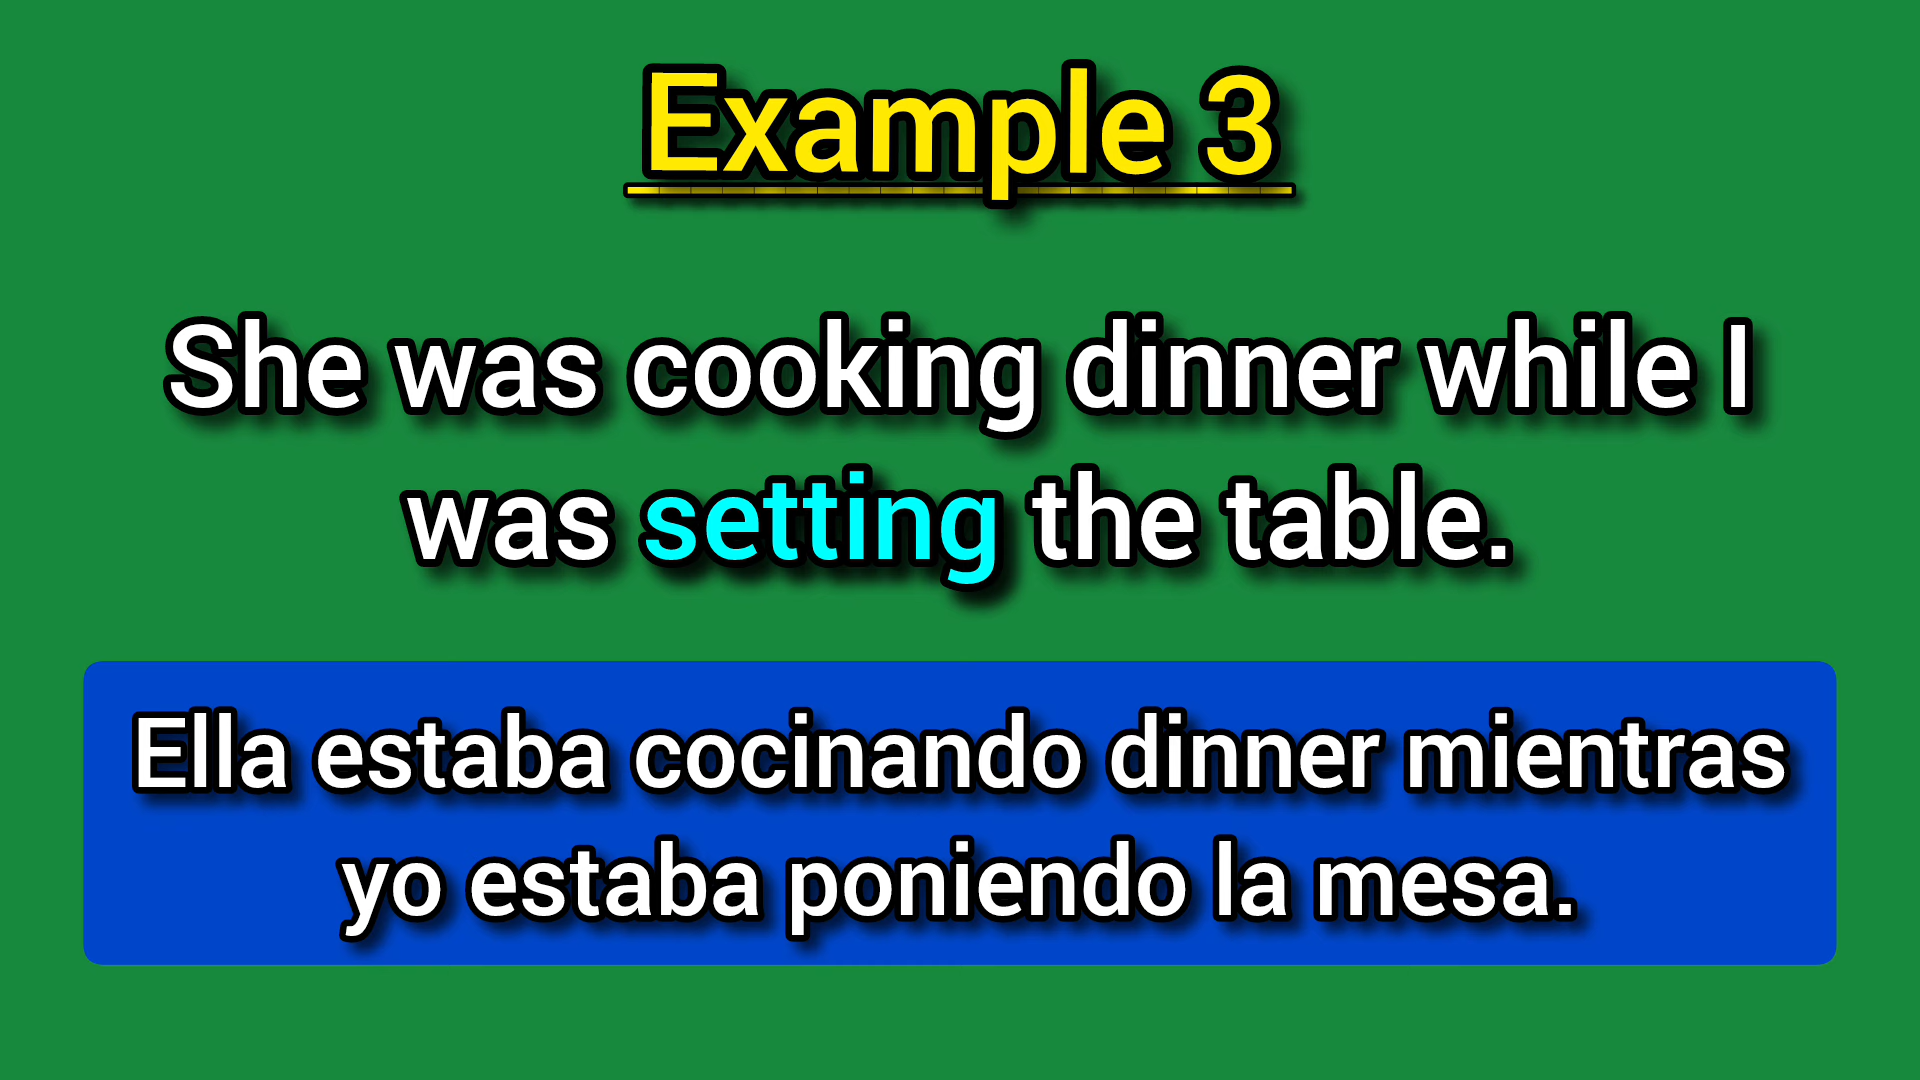 Example 3
She was cooking dinner while I
was setting the table.
Ella estaba cocinando dinner mientras
yo estaba poniendo la mesa.